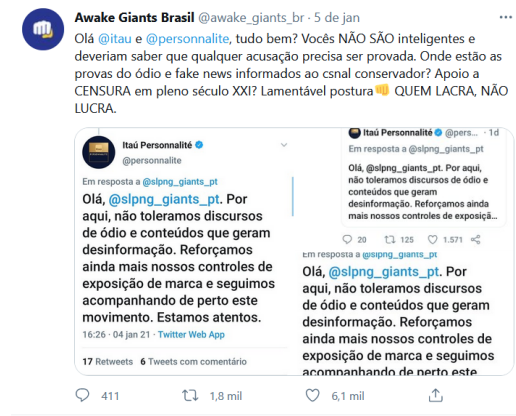 Awake Giants Brasil @awake_giants_br · 5 de jan
Olá @itau e @personnalite, tudo bem? Vocês NÃO SÃO inteligentes e
deveriam saber que qualquer acusação precisa ser provada. Onde estão as
provas do ódio e fake news informados ao csnal conservador? Apoio a
CENSURA em pleno século XXI? Lamentável postura👊 QUEM LACRA, NÃO
LUCRA.
Itaú Personnalité
@personnalite
Em resposta a @slpng_giants_pt
Olá, @slpng_giants_pt. Por
aqui, não toleramos discursos
de ódio e conteúdos que geram
desinformação. Reforçamos
ainda mais nossos controles de
exposição de marca e seguimos
acompanhando de perto este
movimento. Estamos atentos.
16:26 · 04 jan 21 · Twitter Web App
17 Retweets 6 Tweets com comentário
Itaú Personnalité @pers... · 1d
Em resposta a @slpng_giants_pt
Olá, @slpng_giants_pt. Por aqui, não
toleramos discursos de ódio e
conteúdos que geram
desinformação. Reforçamos ainda
mais nossos controles de exposiçã...
20 125 1.571
Em resposta a @slpng_giants_pt
Olá, @slpng_giants_pt. Por
aqui, não toleramos discursos
de ódio e conteúdos que geram
desinformação. Reforçamos
ainda mais nossos controles de
exposição de marca e seguimos
acompanhando de perto este
411 1,8 mil 6,1 mil